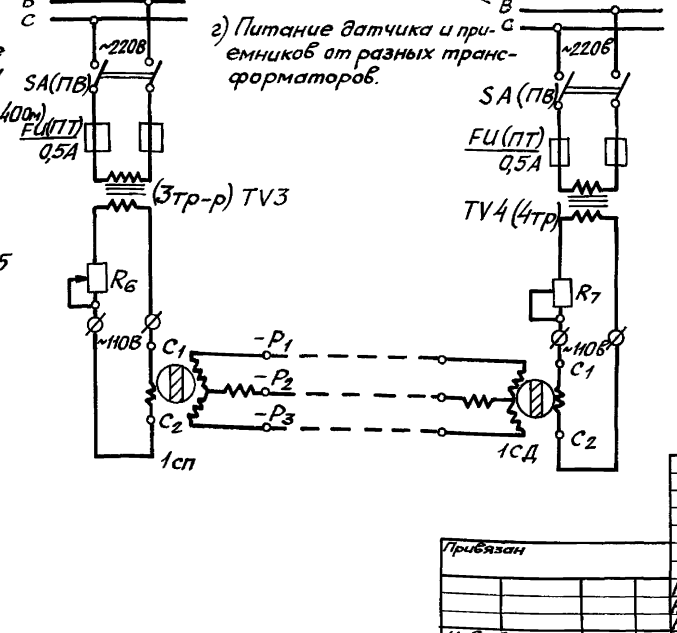 В
С
~220В
г) Питание датчика и при-
емников от разных транс-
форматоров.
В
С
~220В
SA(ПВ)
400м)
FU(ПТ)
0,5А
SA(ПВ)
FU(ПТ)
0,5А
(3тр-р) TV3
TV4(4тр)
5
R6
R7
~110В
~110В
C1
-P1
C1
-P2
C2
-P3
C2
1сп
1СД
Привязан